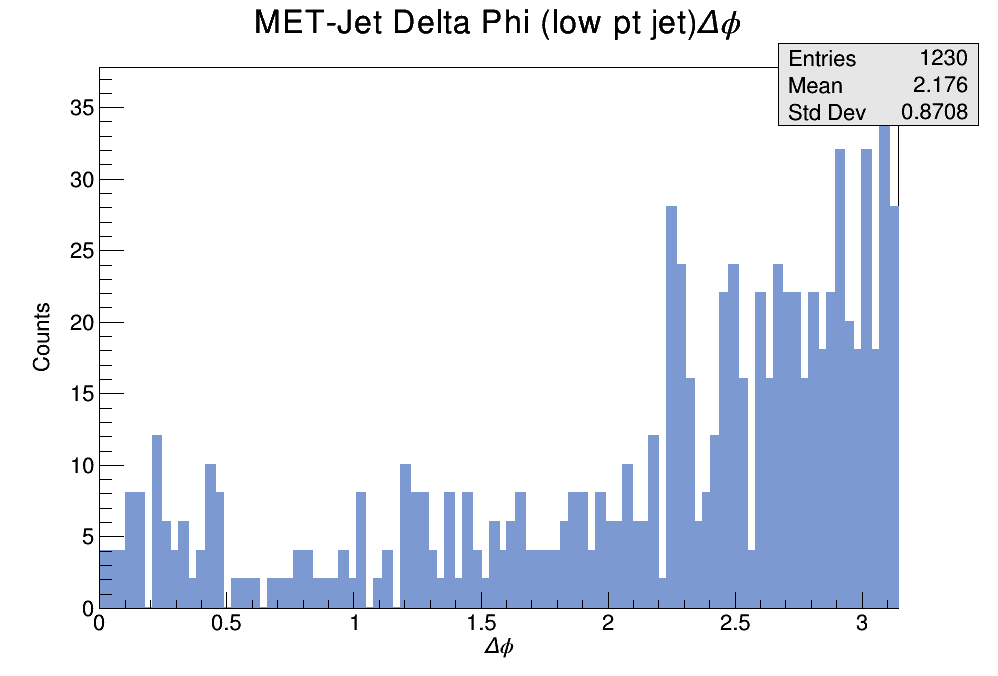 MET-Jet Delta Phi (low pt jet)Δϕ
Entries 1230
Mean 2.176
Std Dev 0.8708
35
30
25
20
15
10
5
0
Counts
0 0.5 1 1.5 2 2.5 3
Δϕ